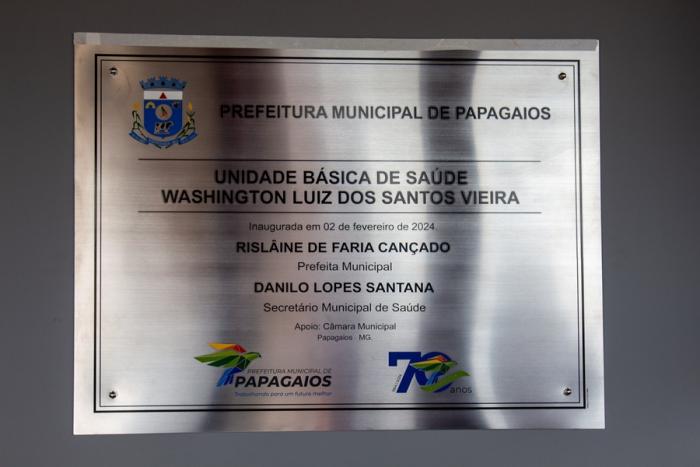 PREFEITURA MUNICIPAL DE PAPAGAIOS
UNIDADE BÁSICA DE SAÚDE
WASHINGTON LUIZ DOS SANTOS VIEIRA
Inaugurada em 02 de fevereiro de 2024.
RISLÂINE DE FARIA CANÇADO
Prefeita Municipal
DANILO LOPES SANTANA
Secretário Municipal de Saúde
Apoio: Câmara Municipal
Papagaios MG.
PREFEITURA MUNICIPAL DE
PAPAGAIOS
Trabalhando para um futuro melhor
70
anos